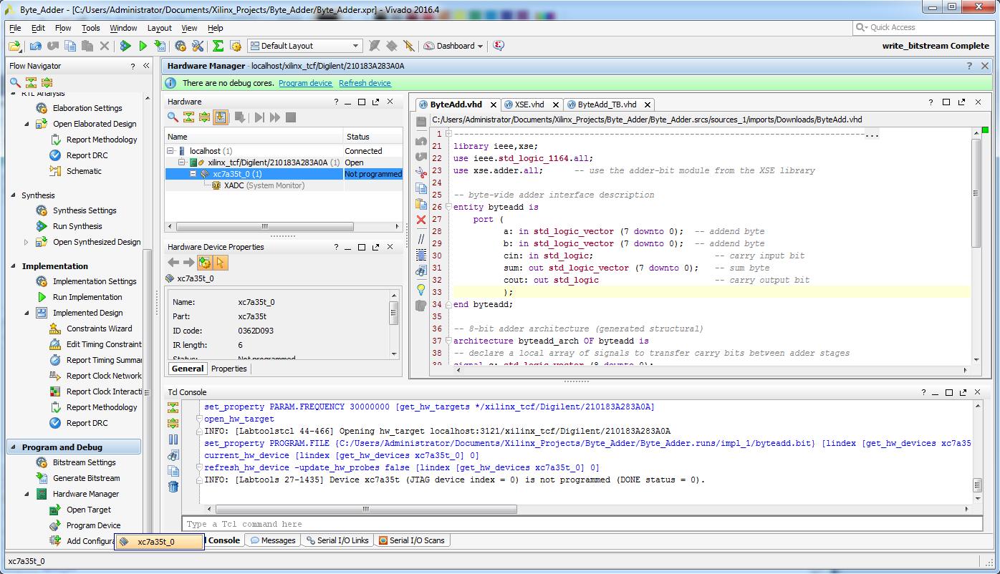 Byte_Adder - [C:/Users/Administrator/Documents/Xilinx_Projects/Byte_Adder/Byte_Adder.xpr] - Vivado 2016.4
File Edit Flow Tools Window Layout View Help
Quick Access
Default Layout
Dashboard
write_bitstream Complete
Flow Navigator
RTL Analysis
Elaboration Settings
Open Elaborated Design
Report Methodology
Report DRC
Schematic
Synthesis
Synthesis Settings
Run Synthesis
Open Synthesized Design
Implementation
Implementation Settings
Run Implementation
Implemented Design
Constraints Wizard
Edit Timing Constraint
Report Timing Summar
Report Clock Network
Report Clock Interacti
Report Methodology
Report DRC
Program and Debug
Bitstream Settings
Generate Bitstream
Hardware Manager
Open Target
Program Device
Add Configura
xc7a35t_0
Hardware Manager - localhost/xilinx_tcf/Digilent/210183A283A0A
There are no debug cores. Program device Refresh device
Hardware
Name Status
localhost (1) Connected
xilinx_tcf/Digilent/210183A283A0A (1) Open
xc7a35t_0 (1) Not programmed
XADC (System Monitor)
Hardware Device Properties
xc7a35t_0
Name: xc7a35t_0
Part: xc7a35t
ID code: 0362D093
IR length: 6
Status: Not programmed
General Properties
ByteAdd.vhd XSE.vhd ByteAdd_TB.vhd
C:/Users/Administrator/Documents/Xilinx_Projects/Byte_Adder/Byte_Adder.srcs/sources_1/imports/Downloads/ByteAdd.vhd
1 ----------------------------------------------------------------------------------...
21 library ieee,xse;
22 use ieee.std_logic_1164.all;
23 use xse.adder.all; -- use the adder-bit module from the XSE library
24
25 -- byte-wide adder interface description
26 entity byteadd is
27 port (
28 a: in std_logic_vector (7 downto 0); -- addend byte
29 b: in std_logic_vector (7 downto 0); -- addend byte
30 cin: in std_logic; -- carry input bit
31 sum: out std_logic_vector (7 downto 0); -- sum byte
32 cout: out std_logic -- carry output bit
33 );
34 end byteadd;
35
36 -- 8-bit adder architecture (generated structural)
37 architecture byteadd_arch OF byteadd is
38 -- declare a local array of signals to transfer carry bits between adder stages
39 signal c: std_logic_vector (8 downto 0);
Tcl Console
set_property PARAM.FREQUENCY 30000000 [get_hw_targets */xilinx_tcf/Digilent/210183A283A0A]
open_hw_target
INFO: [Labtoolstcl 44-466] Opening hw_target localhost:3121/xilinx_tcf/Digilent/210183A283A0A
set_property PROGRAM.FILE {C:/Users/Administrator/Documents/Xilinx_Projects/Byte_Adder/Byte_Adder.runs/impl_1/byteadd.bit} [lindex [get_hw_devices xc7a35
current_hw_device [lindex [get_hw_devices xc7a35t_0] 0]
refresh_hw_device -update_hw_probes false [lindex [get_hw_devices xc7a35t_0] 0]
INFO: [Labtools 27-1435] Device xc7a35t (JTAG device index = 0) is not programmed (DONE status = 0).
Type a Tcl command here
l Console Messages Serial I/O Links Serial I/O Scans
xc7a35t_0